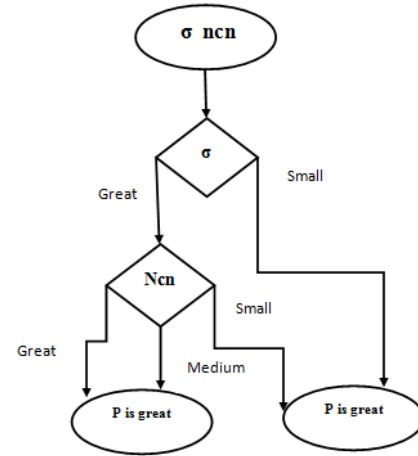 σ ncn
σ
Great
Small
Ncn
Great
Small
Medium
P is great
P is great